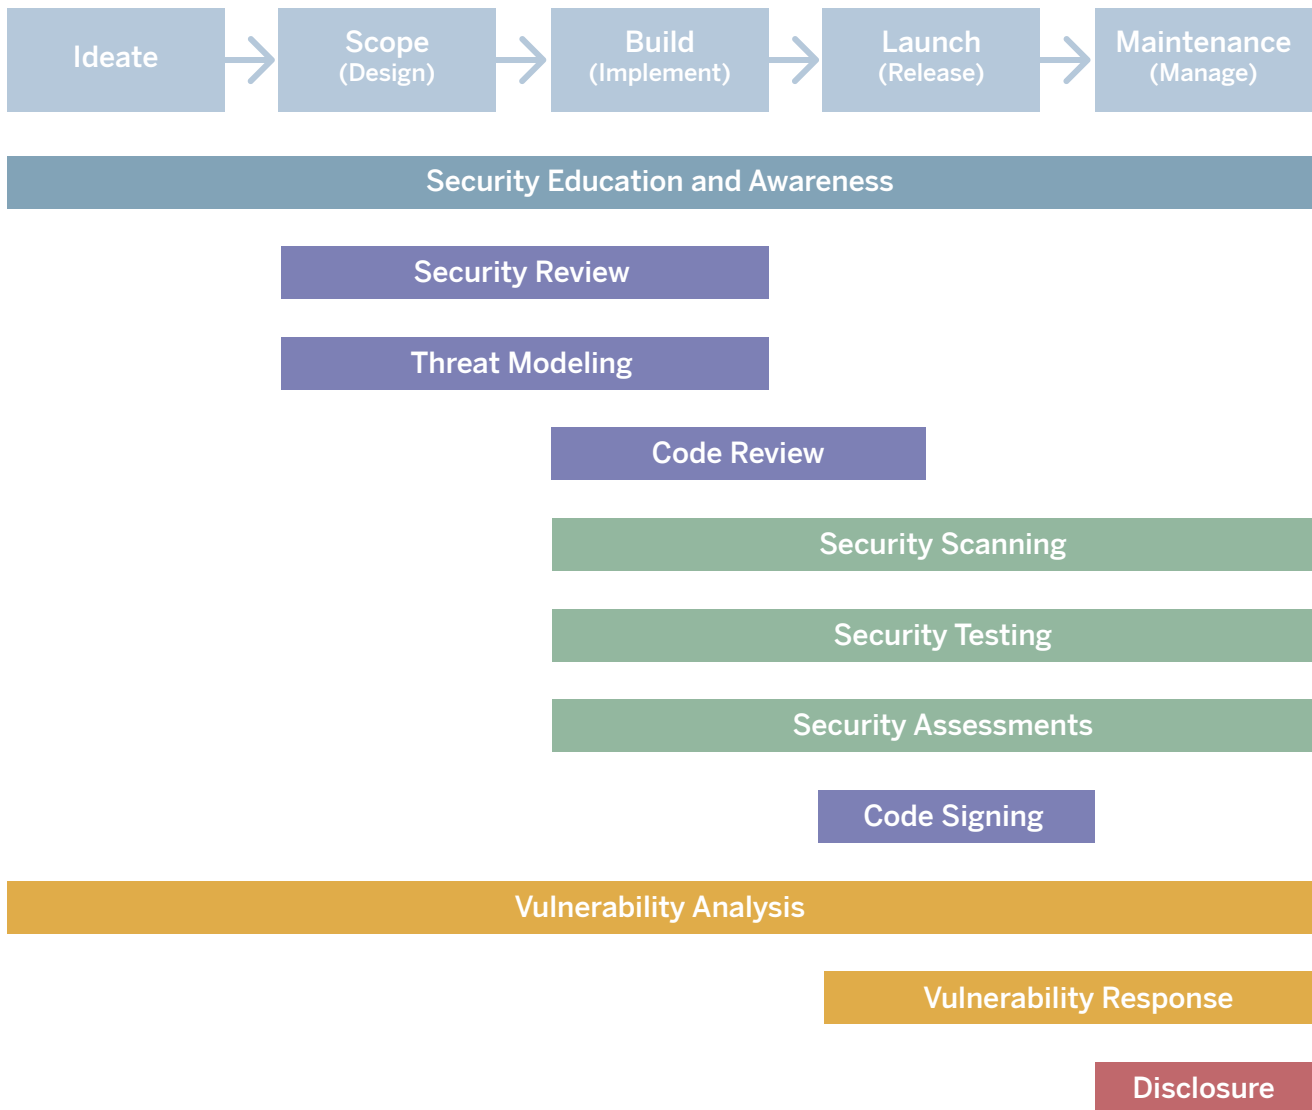 Ideate
Scope
(Design)
Build
(Implement)
Launch
(Release)
Maintenance
(Manage)
Security Education and Awareness
Security Review
Threat Modeling
Code Review
Security Scanning
Security Testing
Security Assessments
Code Signing
Vulnerability Analysis
Vulnerability Response
Disclosure